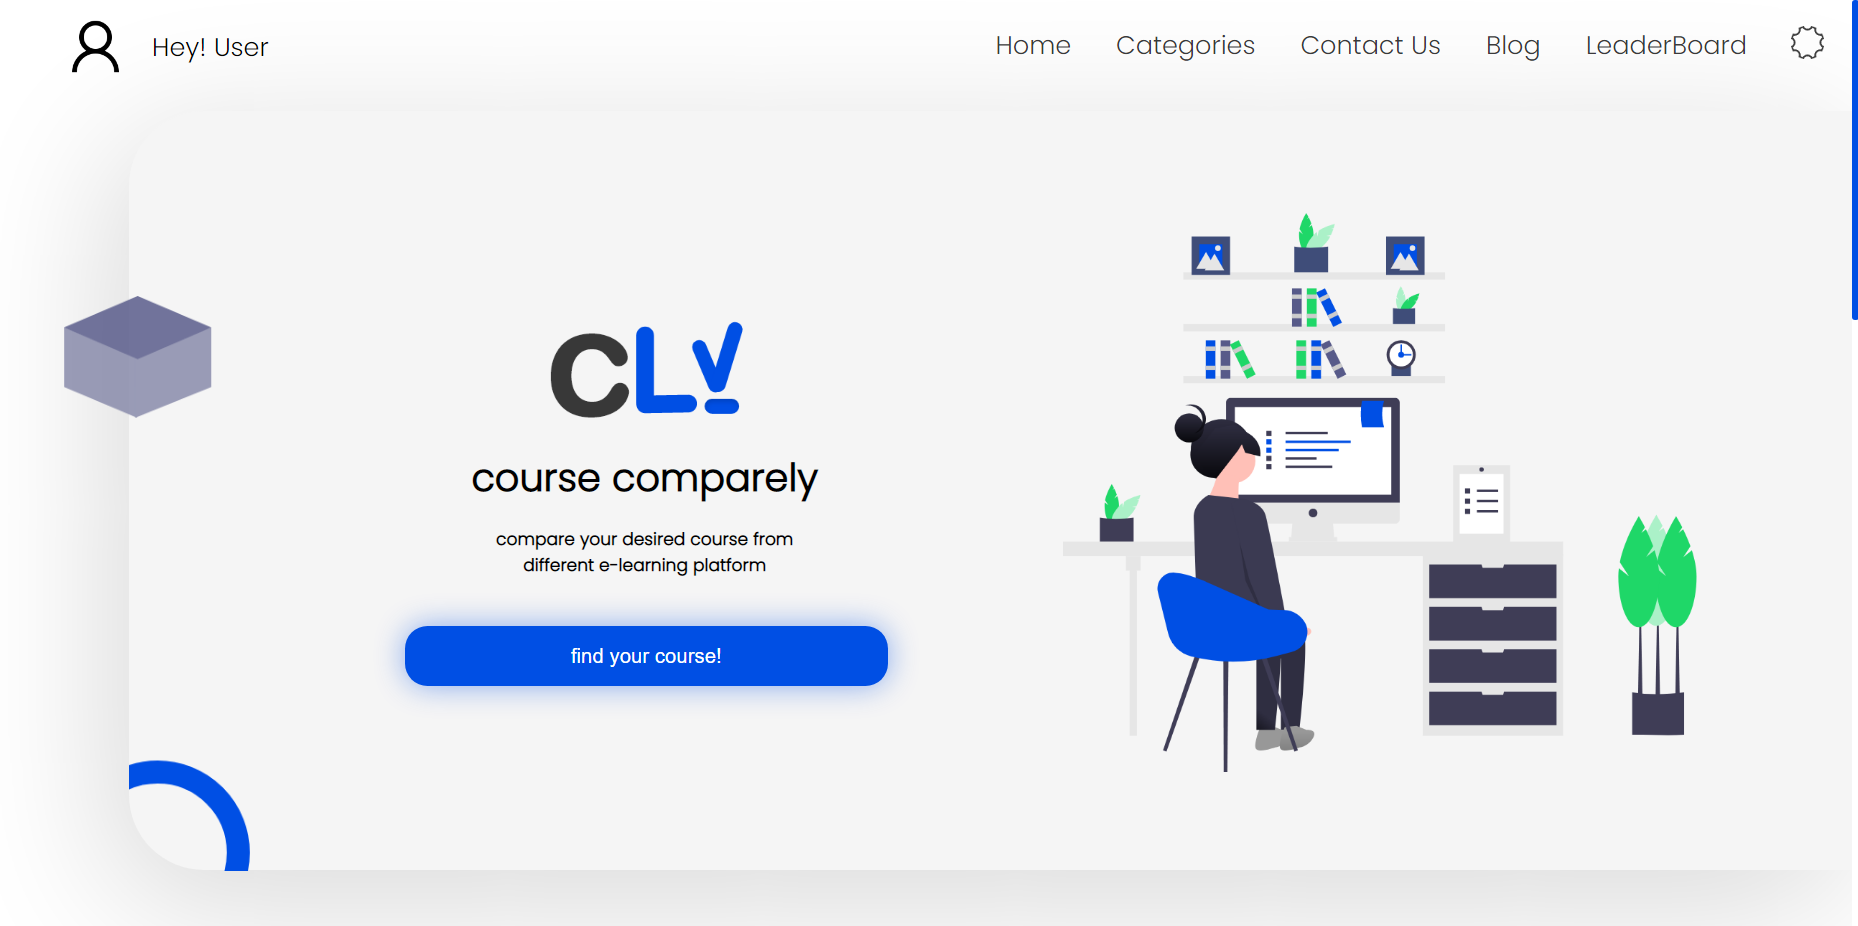 Hey! User
Home Categories Contact Us Blog LeaderBoard
CLV
course comparely
compare your desired course from
different e-learning platform
find your course!